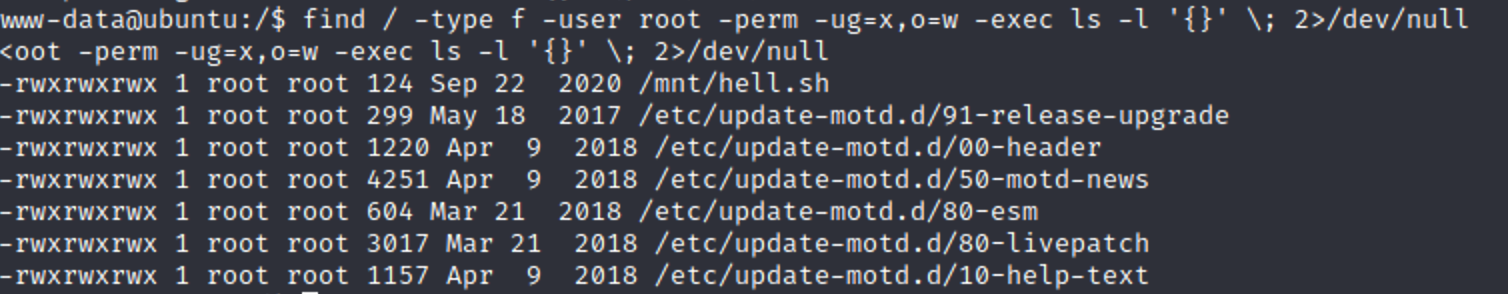 www-data@ubuntu:/$ find / -type f -user root -perm -ug=x,o=w -exec ls -l '{}' \; 2>/dev/null
<oot -perm -ug=x,o=w -exec ls -l '{}' \; 2>/dev/null
-rwxrwxrwx 1 root root 124 Sep 22  2020 /mnt/hell.sh
-rwxrwxrwx 1 root root 299 May 18  2017 /etc/update-motd.d/91-release-upgrade
-rwxrwxrwx 1 root root 1220 Apr  9  2018 /etc/update-motd.d/00-header
-rwxrwxrwx 1 root root 4251 Apr  9  2018 /etc/update-motd.d/50-motd-news
-rwxrwxrwx 1 root root 604 Mar 21  2018 /etc/update-motd.d/80-esm
-rwxrwxrwx 1 root root 3017 Mar 21  2018 /etc/update-motd.d/80-livepatch
-rwxrwxrwx 1 root root 1157 Apr  9  2018 /etc/update-motd.d/10-help-text